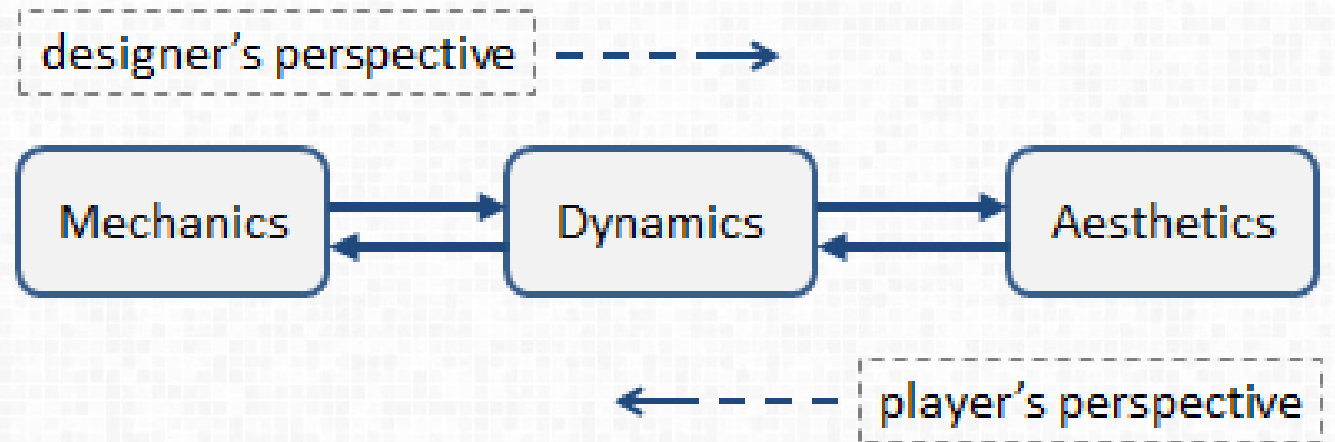 designer’s perspective
Mechanics
Dynamics
Aesthetics
player’s perspective